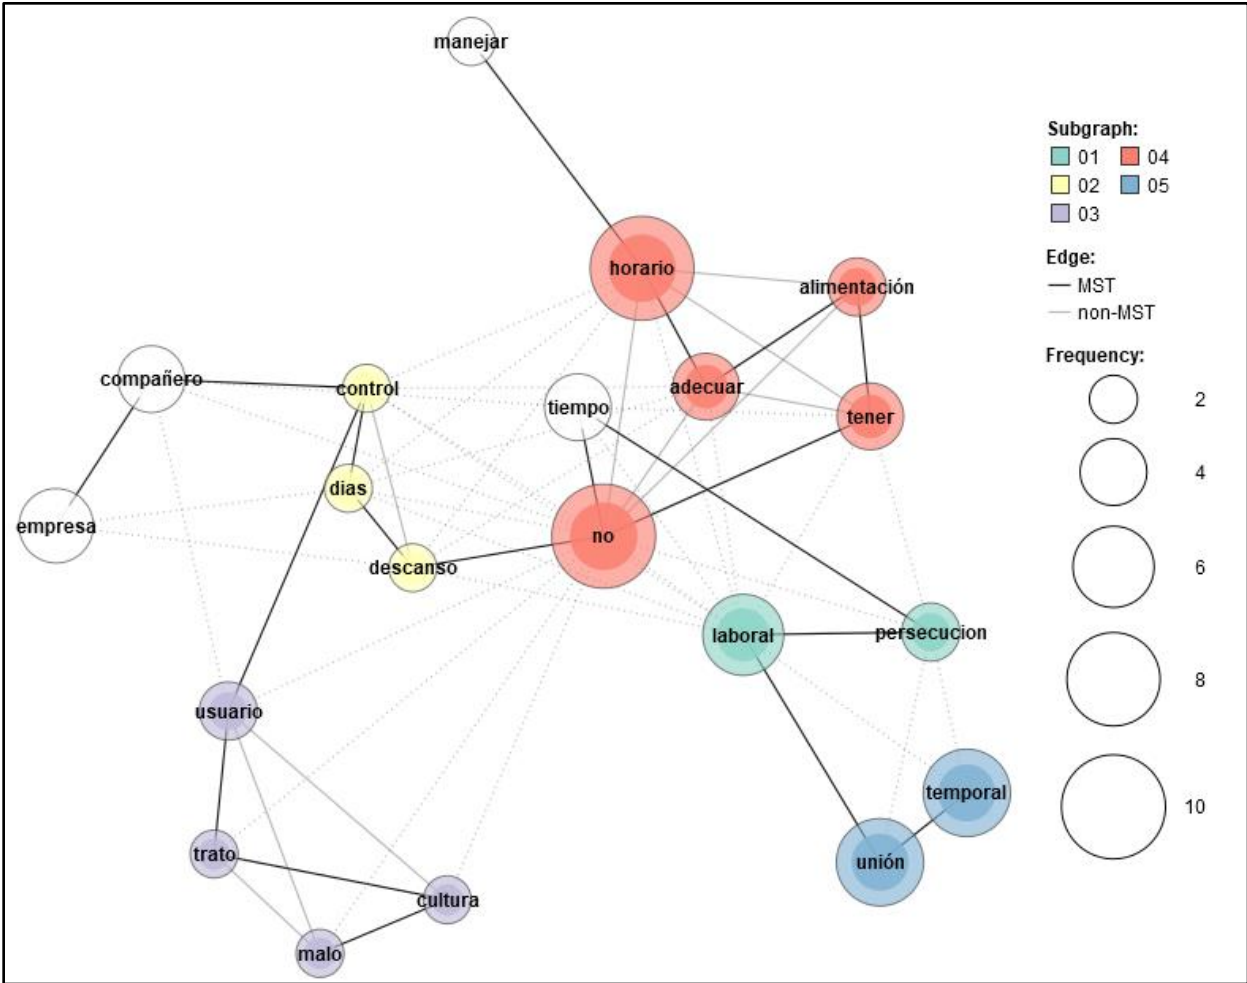 manejar
Subgraph:
01 04
02 05
03
horario
alimentación
Edge:
MST
non-MST
Frequency:
compañero
control
adecuar
tiempo
tener
2
4
dias
empresa
no
descanso
6
laboral
persecucion
usuario
8
temporal
10
trato
unión
cultura
malo